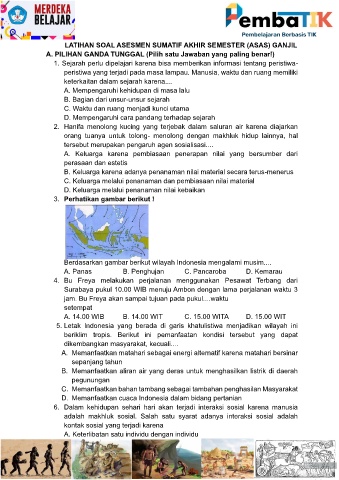 MERDEKA
BELAJAR
PembaTIK
Pembelajaran Berbasis TIK
LATIHAN SOAL ASESMEN SUMATIF AKHIR SEMESTER (ASAS) GANJIL
A. PILIHAN GANDA TUNGGAL (Pilih satu Jawaban yang paling benar!)
1. Sejarah perlu dipelajari karena bisa memberikan informasi tentang peristiwa-
peristiwa yang terjadi pada masa lampau. Manusia, waktu dan ruang memiliki
keterkaitan dalam sejarah karena....
A. Mempengaruhi kehidupan di masa lalu
B. Bagian dari unsur-unsur sejarah
C. Waktu dan ruang menjadi kunci utama
D. Mempengaruhi cara pandang terhadap sejarah
2. Hanifa menolong kucing yang terjebak dalam saluran air karena diajarkan
orang tuanya untuk tolong- menolong dengan makhluk hidup lainnya, hal
tersebut merupakan pengaruh agen sosialisasi....
A. Keluarga karena pembiasaan penerapan nilai yang bersumber dari
perasaan dan estetis
B. Keluarga karena adanya penanaman nilai material secara terus-menerus
C. Keluarga melalui penanaman dan pembiasaan nilai material
D. Keluarga melalui penanaman nilai kebaikan
3. Perhatikan gambar berikut !
Berdasarkan gambar berikut wilayah Indonesia mengalami musim....
A. Panas B. Penghujan C. Pancaroba D. Kemarau
4. Bu Freya melakukan perjalanan menggunakan Pesawat Terbang dari
Surabaya pukul 10.00 WIB menuju Ambon dengan lama perjalanan waktu 3
jam. Bu Freya akan sampai tujuan pada pukul....waktu
setempat
A. 14.00 WIB B. 14.00 WIT C. 15.00 WITA D. 15.00 WIT
5. Letak Indonesia yang berada di garis khatulistiwa menjadikan wilayah ini
beriklim tropis. Berikut ini pemanfaatan kondisi tersebut yang dapat
dikembangkan masyarakat, kecuali....
A. Memanfaatkan matahari sebagai energi alternatif karena matahari bersinar
sepanjang tahun
B. Memanfaatkan aliran air yang deras untuk menghasilkan listrik di daerah
pegunungan
C. Memanfaatkan bahan tambang sebagai tambahan penghasilan Masyarakat
D. Memanfaatkan cuaca Indonesia dalam bidang pertanian
6. Dalam kehidupan sehari hari akan terjadi interaksi sosial karena manusia
adalah makhluk sosial. Salah satu syarat adanya interaksi sosial adalah
kontak sosial yang terjadi karena
A. Keterlibatan satu individu dengan individu